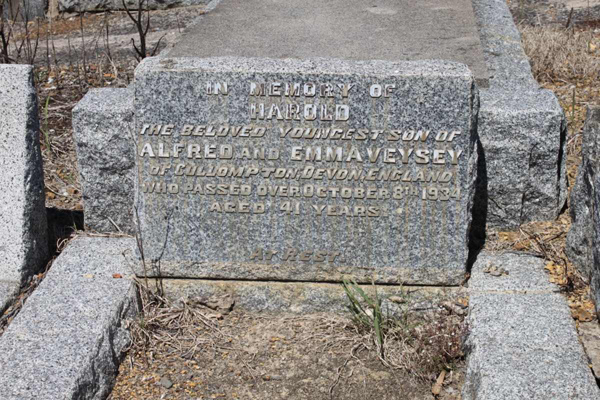 IN MEMORY OF
HAROLD
THE BELOVED YOUNGEST SON OF
ALFRED AND EMMA VEYSEY
OF CULLOMPTON, DEVON, ENGLAND,
WHO PASSED OVER OCTOBER 8TH 1934
AGED 41 YEARS.
AT REST